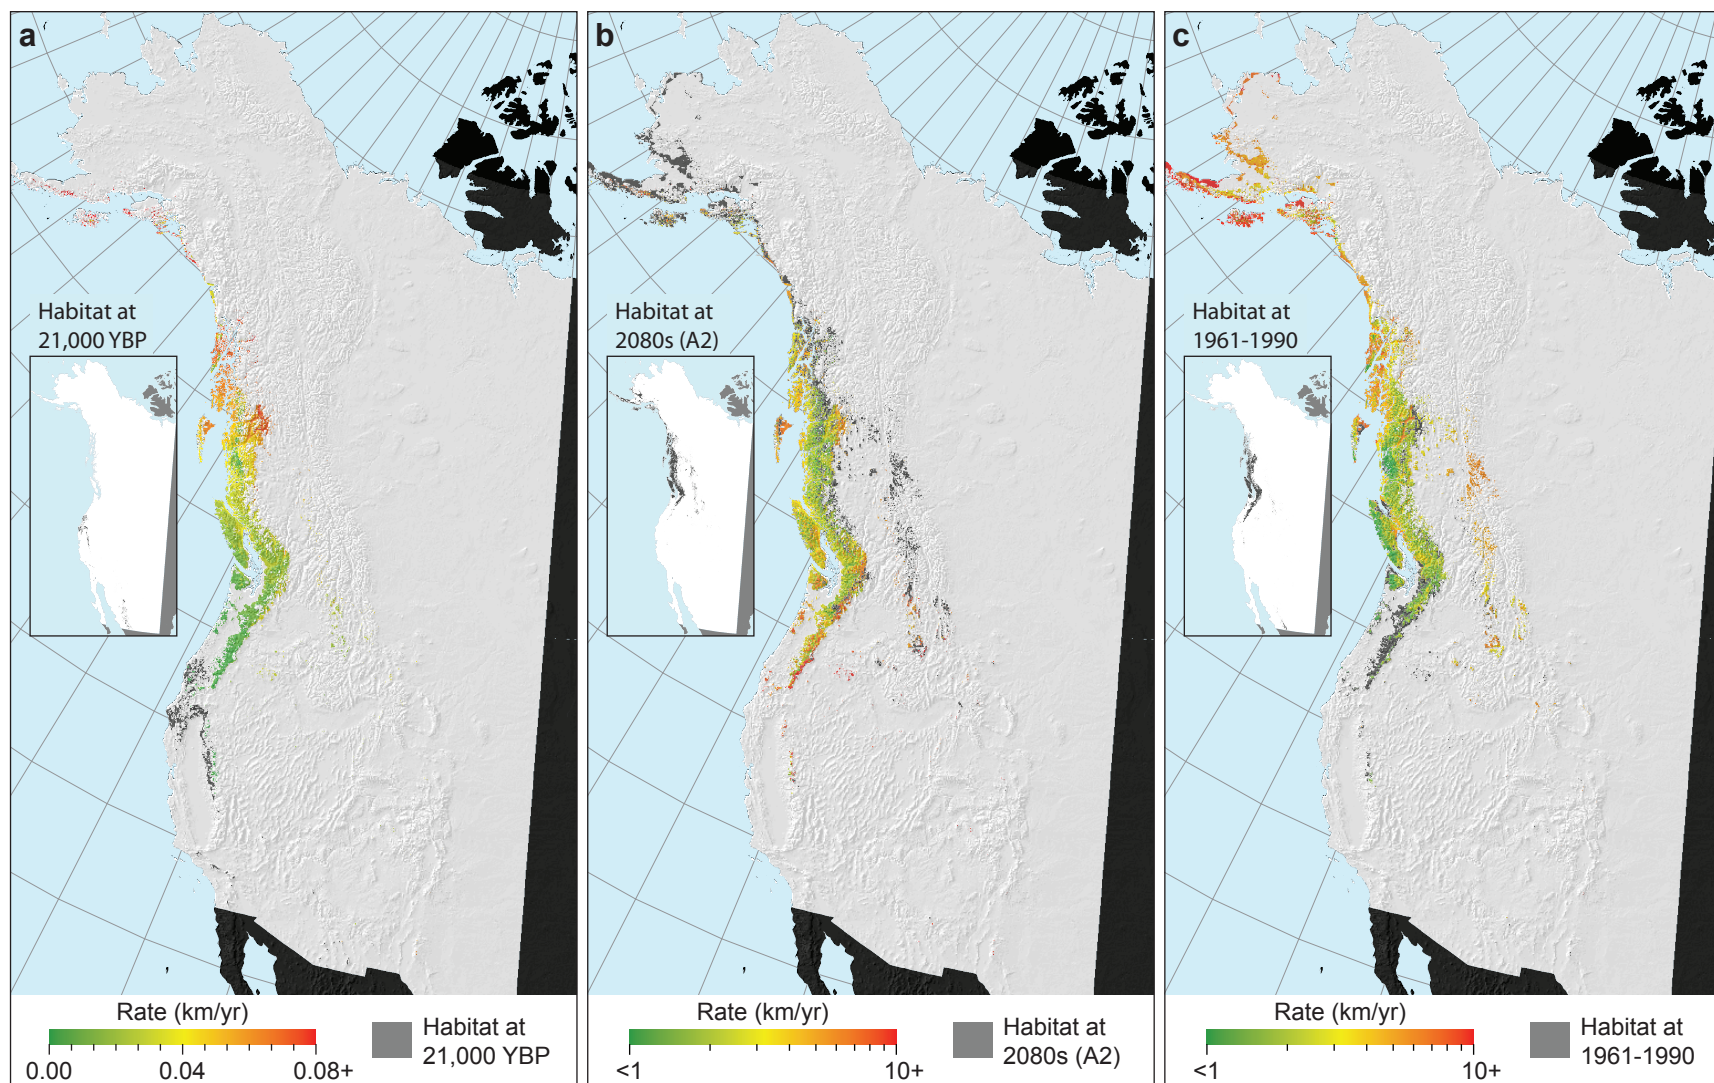 a
Habitat at
21,000 YBP
Rate (km/yr)
0.00 0.04 0.08+
Habitat at
21,000 YBP
b
Habitat at
2080s (A2)
Rate (km/yr)
<1 10+
Habitat at
2080s (A2)
c
Habitat at
1961-1990
Rate (km/yr)
<1 10+
Habitat at
1961-1990